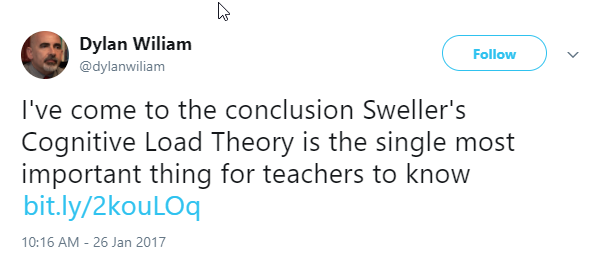 Dylan Wiliam
@dylanwiliam
Follow
I've come to the conclusion Sweller's
Cognitive Load Theory is the single most
important thing for teachers to know
bit.ly/2kouLOq
10:16 AM - 26 Jan 2017